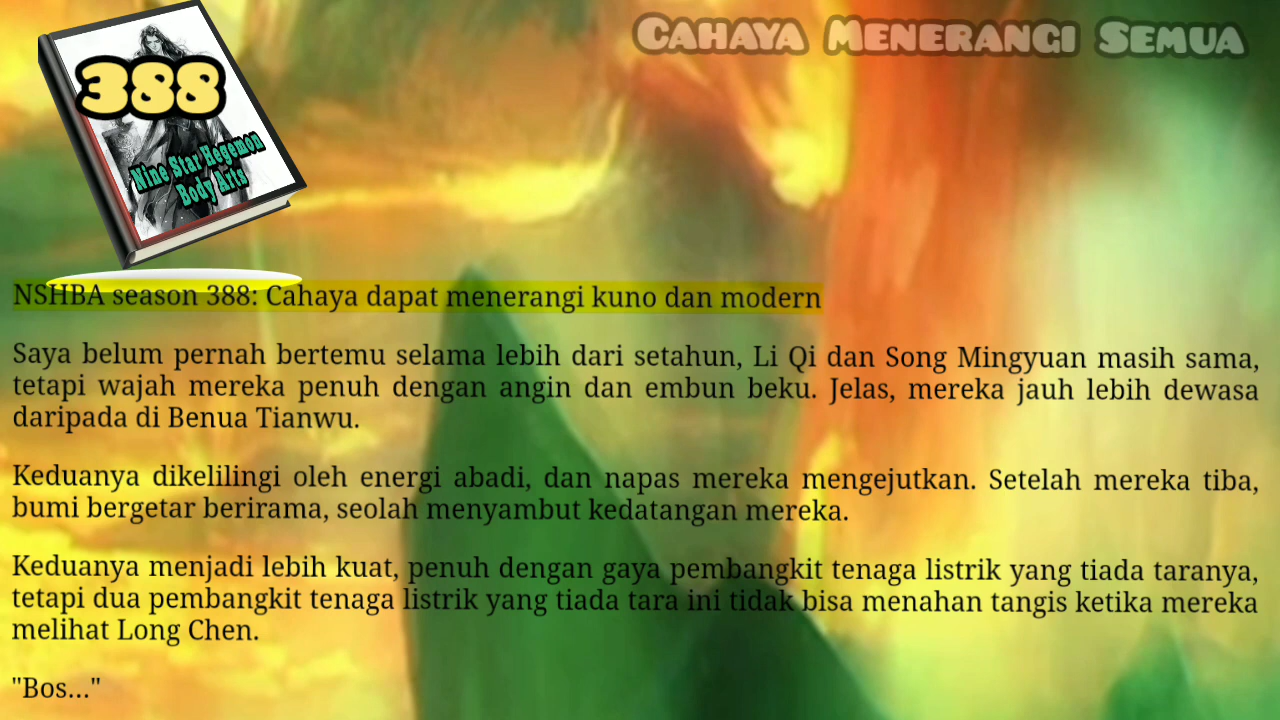 Cahaya Menerangi Semua
388
Nine Star Hegemon
Body Arts
NSHBA season 388: Cahaya dapat menerangi kuno dan modern
Saya belum pernah bertemu selama lebih dari setahun, Li Qi dan Song Mingyuan masih sama,
tetapi wajah mereka penuh dengan angin dan embun beku. Jelas, mereka jauh lebih dewasa
daripada di Benua Tianwu.
Keduanya dikelilingi oleh energi abadi, dan napas mereka mengejutkan. Setelah mereka tiba,
bumi bergetar berirama, seolah menyambut kedatangan mereka.
Keduanya menjadi lebih kuat, penuh dengan gaya pembangkit tenaga listrik yang tiada taranya,
tetapi dua pembangkit tenaga listrik yang tiada tara ini tidak bisa menahan tangis ketika mereka
melihat Long Chen.
"Bos..."